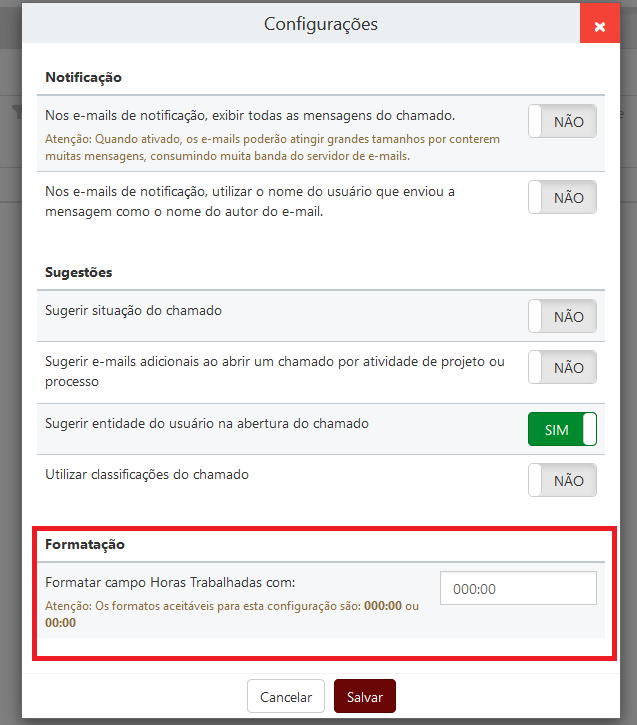 Configurações
×
Notificação
Nos e-mails de notificação, exibir todas as mensagens do chamado.
NÃO
Atenção: Quando ativado, os e-mails poderão atingir grandes tamanhos por conterem
muitas mensagens, consumindo muita banda do servidor de e-mails.
Nos e-mails de notificação, utilizar o nome do usuário que enviou a
mensagem como o nome do autor do e-mail.
NÃO
Sugestões
Sugerir situação do chamado
NÃO
Sugerir e-mails adicionais ao abrir um chamado por atividade de projeto ou
processo
NÃO
Sugerir entidade do usuário na abertura do chamado
SIM
Utilizar classificações do chamado
NÃO
Formatação
Formatar campo Horas Trabalhadas com:
000:00
Atenção: Os formatos aceitáveis para esta configuração são: 000:00 ou
00:00
Cancelar
Salvar